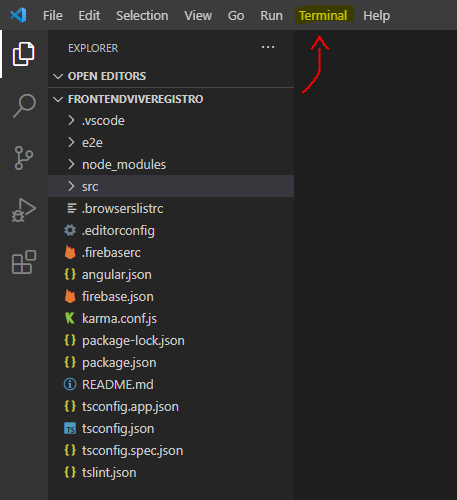 File Edit Selection View Go Run Terminal Help
EXPLORER
OPEN EDITORS
FRONTENDVIVEREGISTRO
.vscode
e2e
node_modules
src
.browserslistrc
.editorconfig
.firebaserc
{ } angular.json
firebase.json
karma.conf.js
{ } package-lock.json
{ } package.json
README.md
{ } tsconfig.app.json
TS tsconfig.json
{ } tsconfig.spec.json
{ } tslint.json